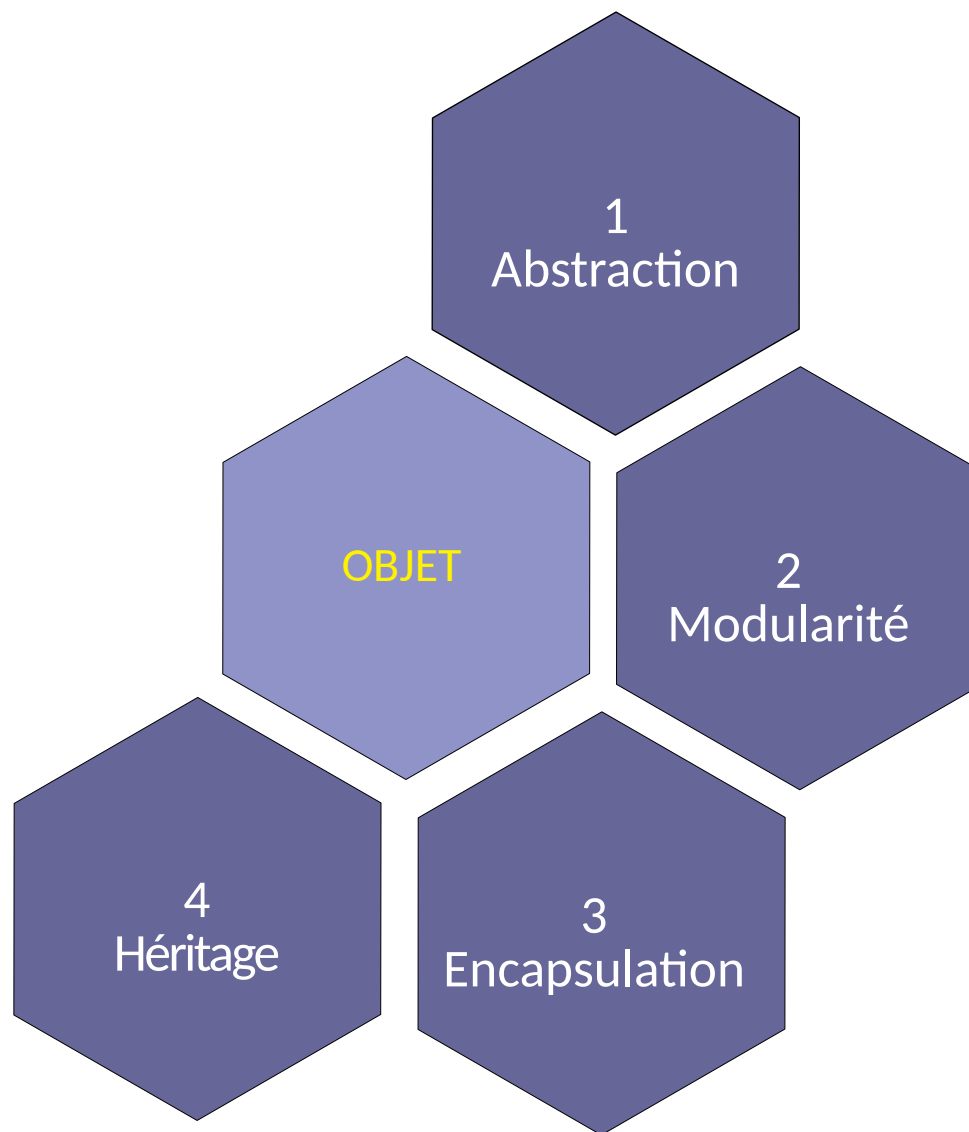 1
Abstraction
OBJET
2
Modularité
3
Encapsulation
4
Héritage